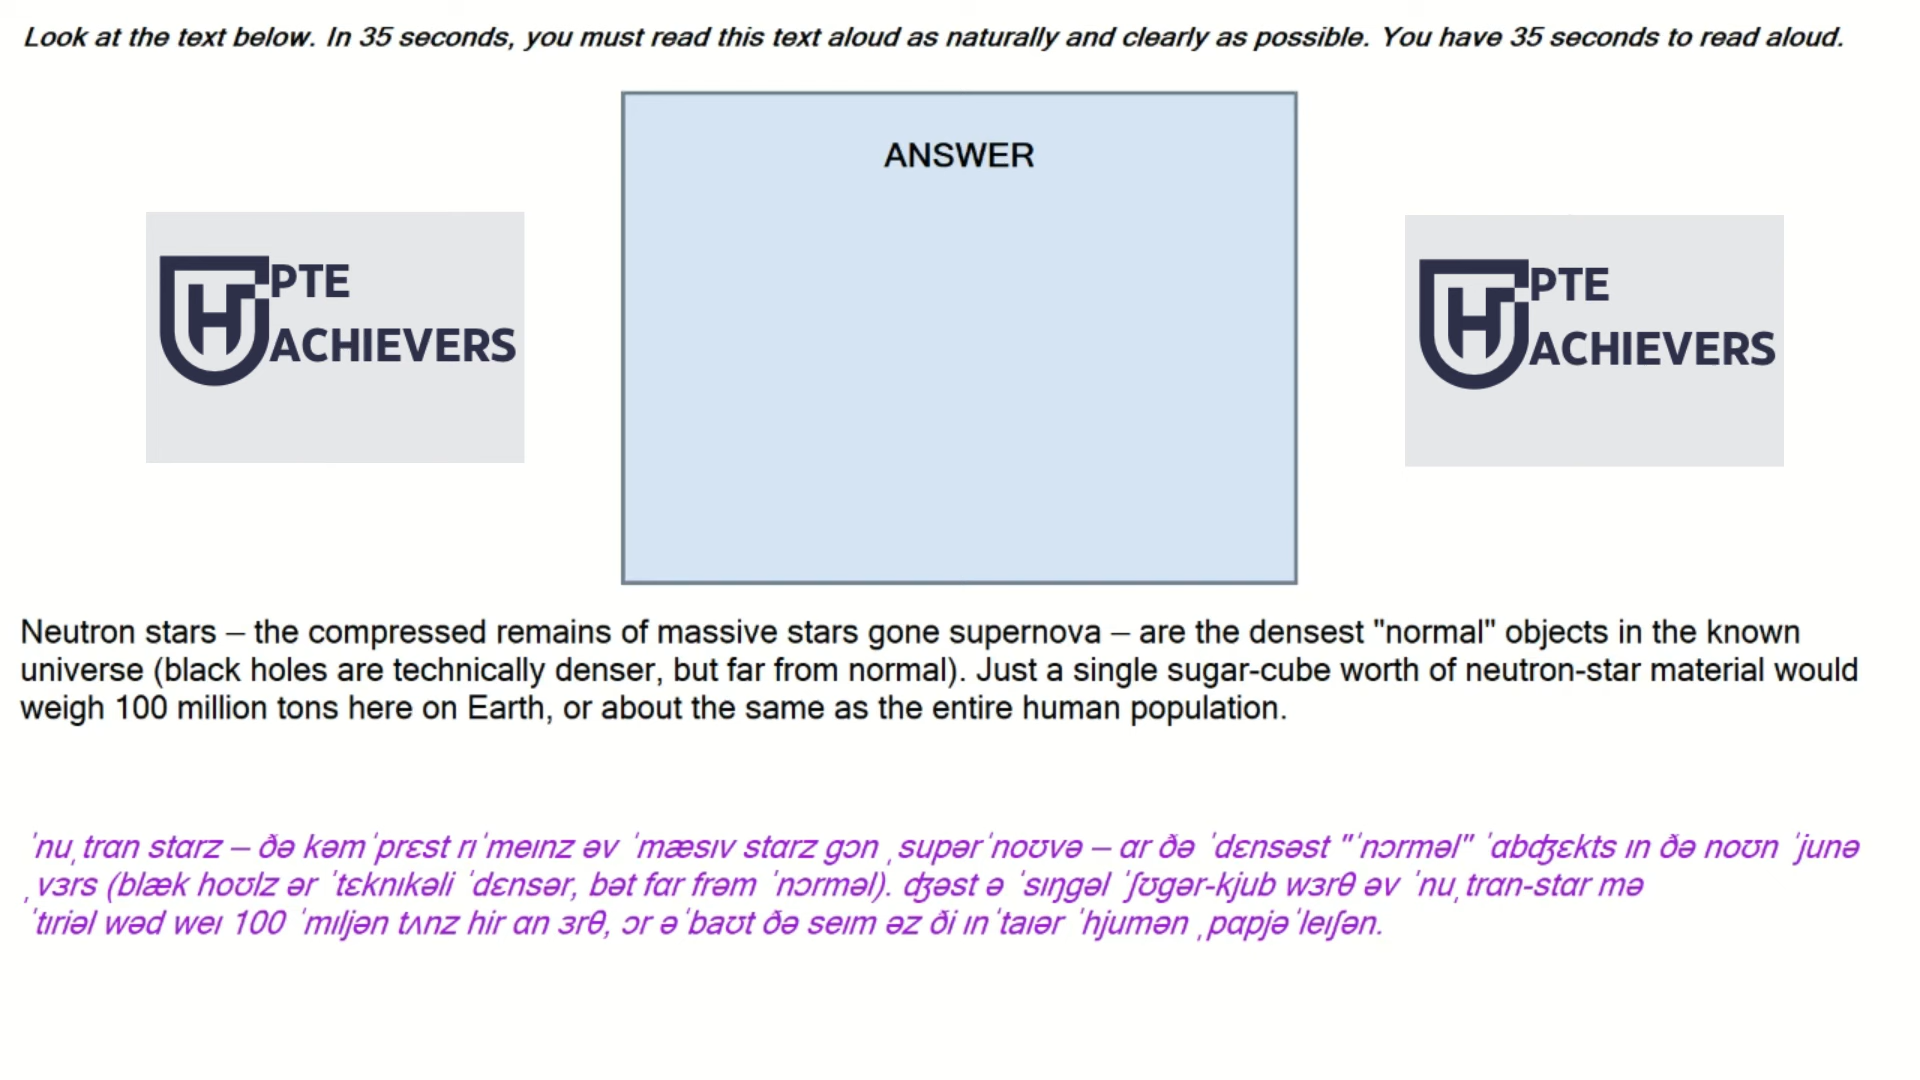 Look at the text below. In 35 seconds, you must read this text aloud as naturally and clearly as possible. You have 35 seconds to read aloud.
ANSWER
PTE
ACHIEVERS
PTE
ACHIEVERS
Neutron stars – the compressed remains of massive stars gone supernova – are the densest "normal" objects in the known
universe (black holes are technically denser, but far from normal). Just a single sugar-cube worth of neutron-star material would
weigh 100 million tons here on Earth, or about the same as the entire human population.
ˈnuˌtrɑn stɑrz – ðə kəmˈprɛst rɪˈmeɪnz əv ˈmæsɪv stɑrz gɔn ˌsupərˈnoʊvə – ɑr ðə ˈdɛnsəst "ˈnɔrməl" ˈɑbʤɛkts ɪn ðə noʊn ˈjunə
ˌvɜrs (blæk hoʊlz ər ˈtɛknɪkəli ˈdɛnsər, bət fɑr frəm ˈnɔrməl). ʤəst ə ˈsɪŋgəl ˈʃʊgər-kjub wɜrθ əv ˈnuˌtrɑn-stɑr mə
ˈtɪriəl wəd weɪ 100 ˈmɪljən tʌnz hir ɑn ɜrθ, ɔr əˈbaʊt ðə seɪm əz ði ɪnˈtaɪər ˈhjumən ˌpɑpjəˈleɪʃən.